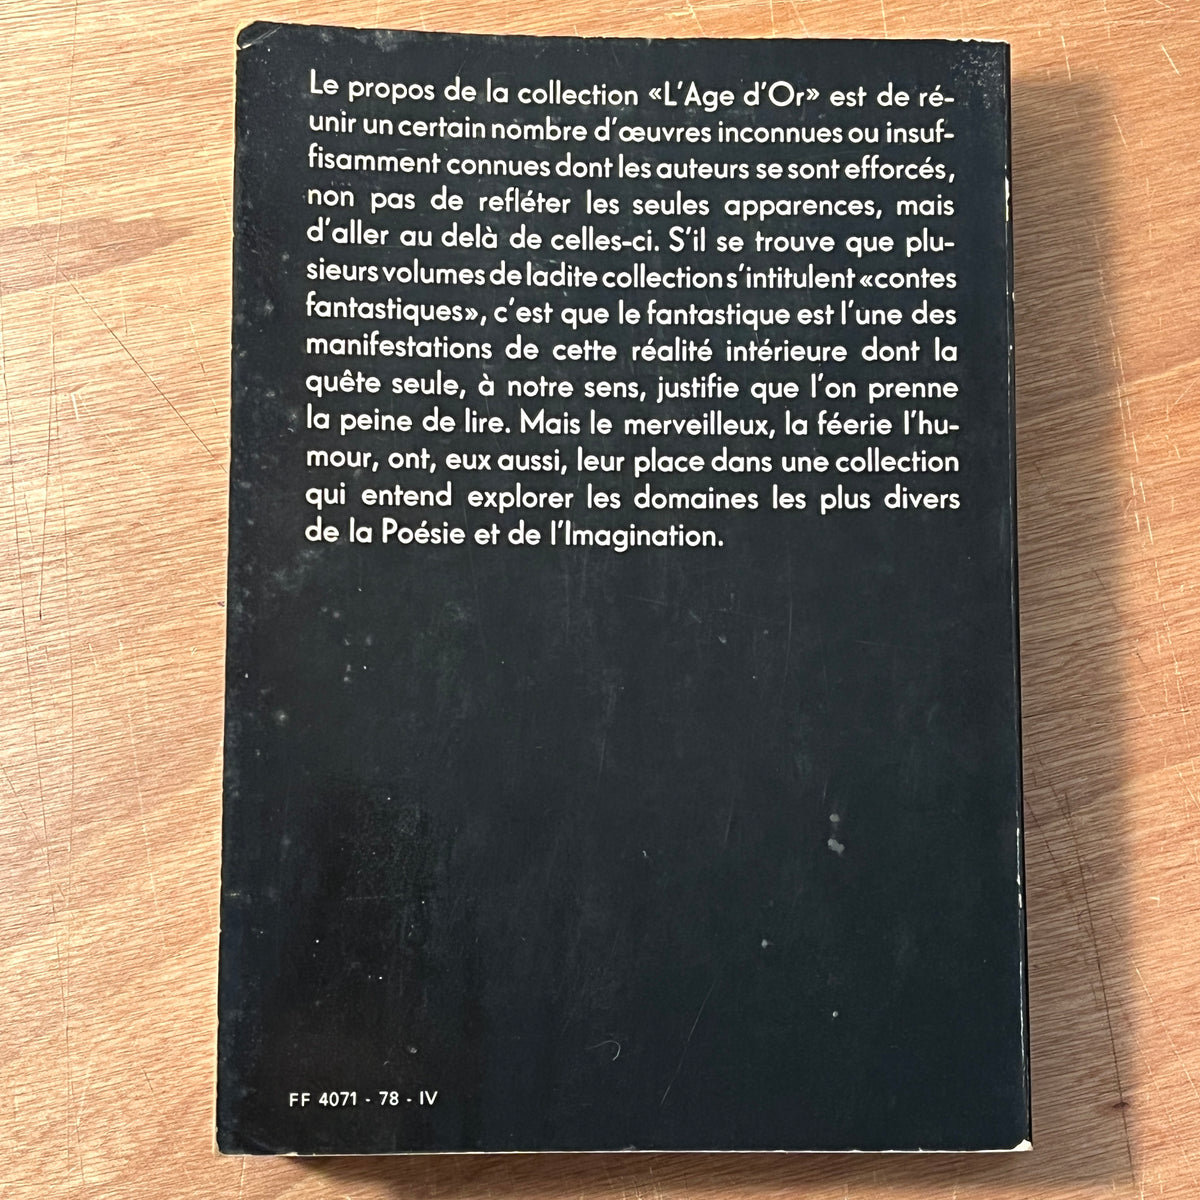 Le propos de la collection «L'Age d'Or» est de ré-
unir un certain nombre d'œuvres inconnues ou insuf-
fisamment connues dont les auteurs se sont efforcés,
non pas de refléter les seules apparences, mais
d'aller au delà de celles-ci. S'il se trouve que plu-
sieurs volumes de ladite collection s'intitulent «contes
fantastiques», c'est que le fantastique est l'une des
manifestations de cette réalité intérieure dont la
quête seule, à notre sens, justifie que l'on prenne
la peine de lire. Mais le merveilleux, la féerie l'hu-
mour, ont, eux aussi, leur place dans une collection
qui entend explorer les domaines les plus divers
de la Poésie et de l'Imagination.
FF 4071 - 78 - IV